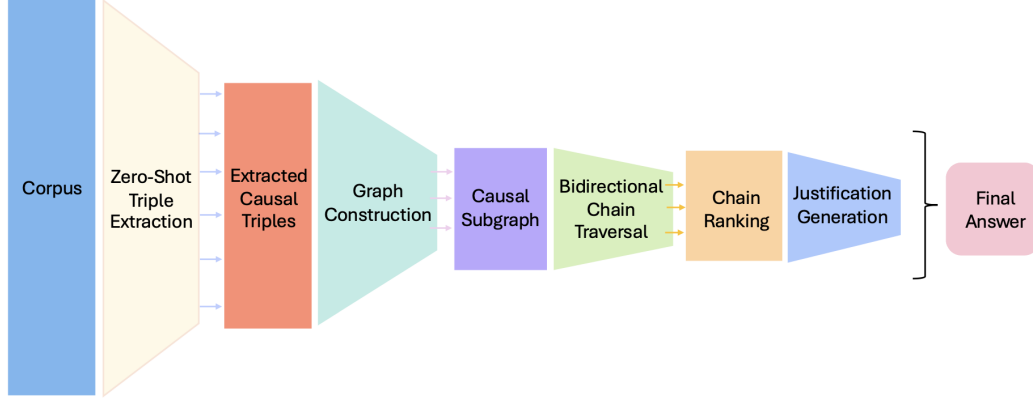 Corpus
Zero-Shot
Triple
Extraction
Extracted
Causal
Triples
Graph
Construction
Causal
Subgraph
Bidirectional
Chain
Traversal
Chain
Ranking
Justification
Generation
Final
Answer